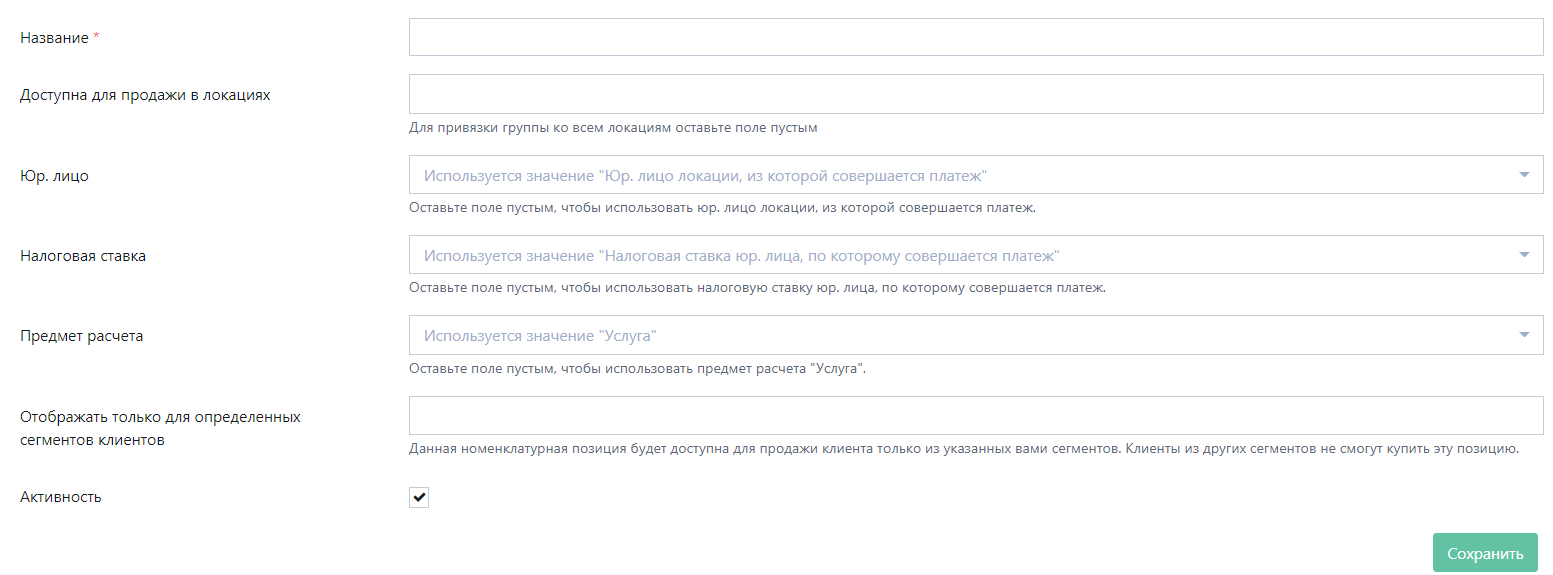 Название *
Доступна для продажи в локациях
Для привязки группы ко всем локациям оставьте поле пустым
Юр. лицо
Используется значение "Юр. лицо локации, из которой совершается платеж"
Оставьте поле пустым, чтобы использовать юр. лицо локации, из которой совершается платеж.
Налоговая ставка
Используется значение "Налоговая ставка юр. лица, по которому совершается платеж"
Оставьте поле пустым, чтобы использовать налоговую ставку юр. лица, по которому совершается платеж.
Предмет расчета
Используется значение "Услуга"
Оставьте поле пустым, чтобы использовать предмет расчета "Услуга".
Отображать только для определенных
сегментов клиентов
Данная номенклатурная позиция будет доступна для продажи клиента только из указанных вами сегментов. Клиенты из других сегментов не смогут купить эту позицию.
Активность
Сохранить